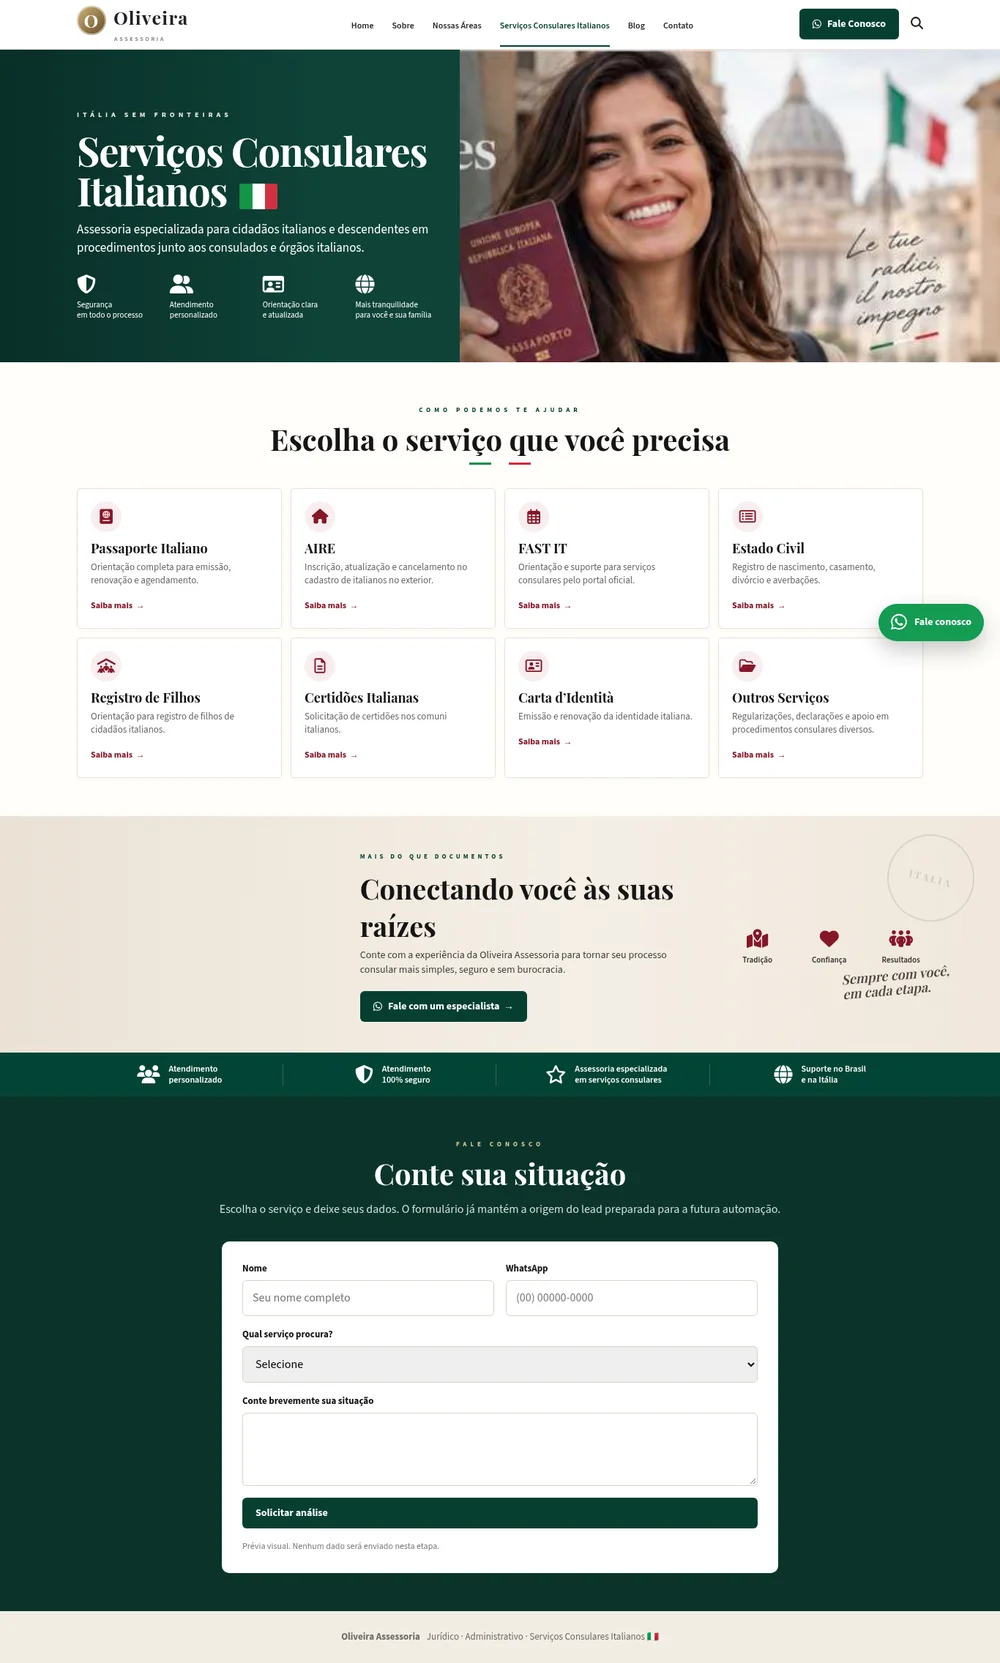 O Oliveira
ASSESSORIA
Home Sobre Nossas Áreas Serviços Consulares Italianos Blog Contato
Fale Conosco
ITÁLIA SEM FRONTEIRAS
Serviços Consulares
Italianos
Assessoria especializada para cidadãos italianos e descendentes em
procedimentos junto aos consulados e órgãos italianos.
Segurança
em todo o processo
Atendimento
personalizado
Orientação clara
e atualizada
Mais tranquilidade
para você e sua família
es
UNIONE EUROPEA
REPUBBLICA ITALIANA
PASSAPORTO
Le tue
radici,
il nostro
impegno
COMO PODEMOS TE AJUDAR
Escolha o serviço que você precisa
Passaporte Italiano
Orientação completa para emissão,
renovação e agendamento.
Saiba mais →
AIRE
Inscrição, atualização e cancelamento no
cadastro de italianos no exterior.
Saiba mais →
FAST IT
Orientação e suporte para serviços
consulares pelo portal oficial.
Saiba mais →
Estado Civil
Registro de nascimento, casamento,
divórcio e averbações.
Saiba mais →
Fale conosco
Registro de Filhos
Orientação para registro de filhos de
cidadãos italianos.
Saiba mais →
Certidões Italianas
Solicitação de certidões nos comuni
italianos.
Saiba mais →
Carta d’Identità
Emissão e renovação da identidade italiana.
Saiba mais →
Outros Serviços
Regularizações, declarações e apoio em
procedimentos consulares diversos.
Saiba mais →
MAIS DO QUE DOCUMENTOS
Conectando você às suas
raízes
Conte com a experiência da Oliveira Assessoria para tornar seu processo
consular mais simples, seguro e sem burocracia.
Fale com um especialista →
ITALIA
Tradição
Confiança
Resultados
Sempre com você,
em cada etapa.
Atendimento
personalizado
Atendimento
100% seguro
Assessoria especializada
em serviços consulares
Suporte no Brasil
e na Itália
FALE CONOSCO
Conte sua situação
Escolha o serviço e deixe seus dados. O formulário já mantém a origem do lead preparada para a futura automação.
Nome
Seu nome completo
WhatsApp
(00) 00000-0000
Qual serviço procura?
Selecione
Conte brevemente sua situação
Solicitar análise
Prévia visual. Nenhum dado será enviado nesta etapa.
Oliveira Assessoria Jurídico · Administrativo · Serviços Consulares Italianos